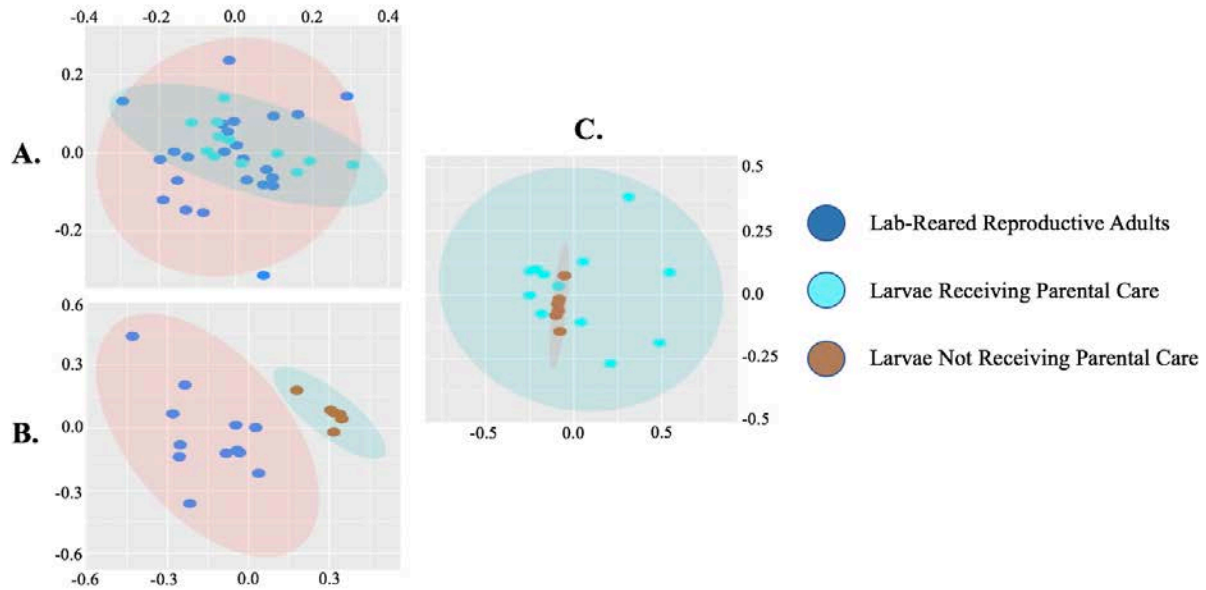 -0.4 -0.2 0.0 0.2 0.4
0.2
A.
0.0
-0.2
0.6
0.3
B.
0.0
-0.3
-0.6
-0.6 -0.3 0.0 0.3
C.
0.5
0.25
0.0
-0.25
-0.5
-0.5 0.0 0.5
Lab-Reared Reproductive Adults
Larvae Receiving Parental Care
Larvae Not Receiving Parental Care